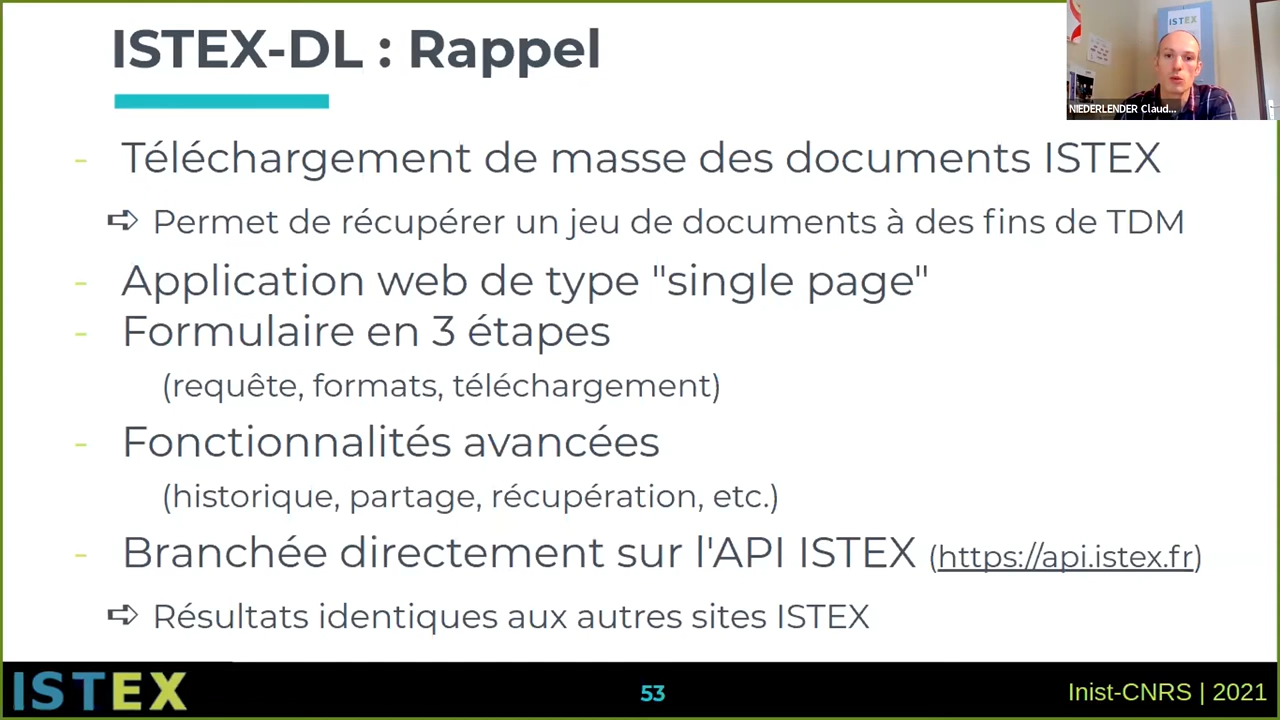 ISTEX-DL : Rappel
ISTEX
NIEDERLENDER Claud...
- Téléchargement de masse des documents ISTEX
➪ Permet de récupérer un jeu de documents à des fins de TDM
- Application web de type "single page"
- Formulaire en 3 étapes
(requête, formats, téléchargement)
- Fonctionnalités avancées
(historique, partage, récupération, etc.)
- Branchée directement sur l'API ISTEX (https://api.istex.fr)
➪ Résultats identiques aux autres sites ISTEX
ISTEX
53
Inist-CNRS | 2021